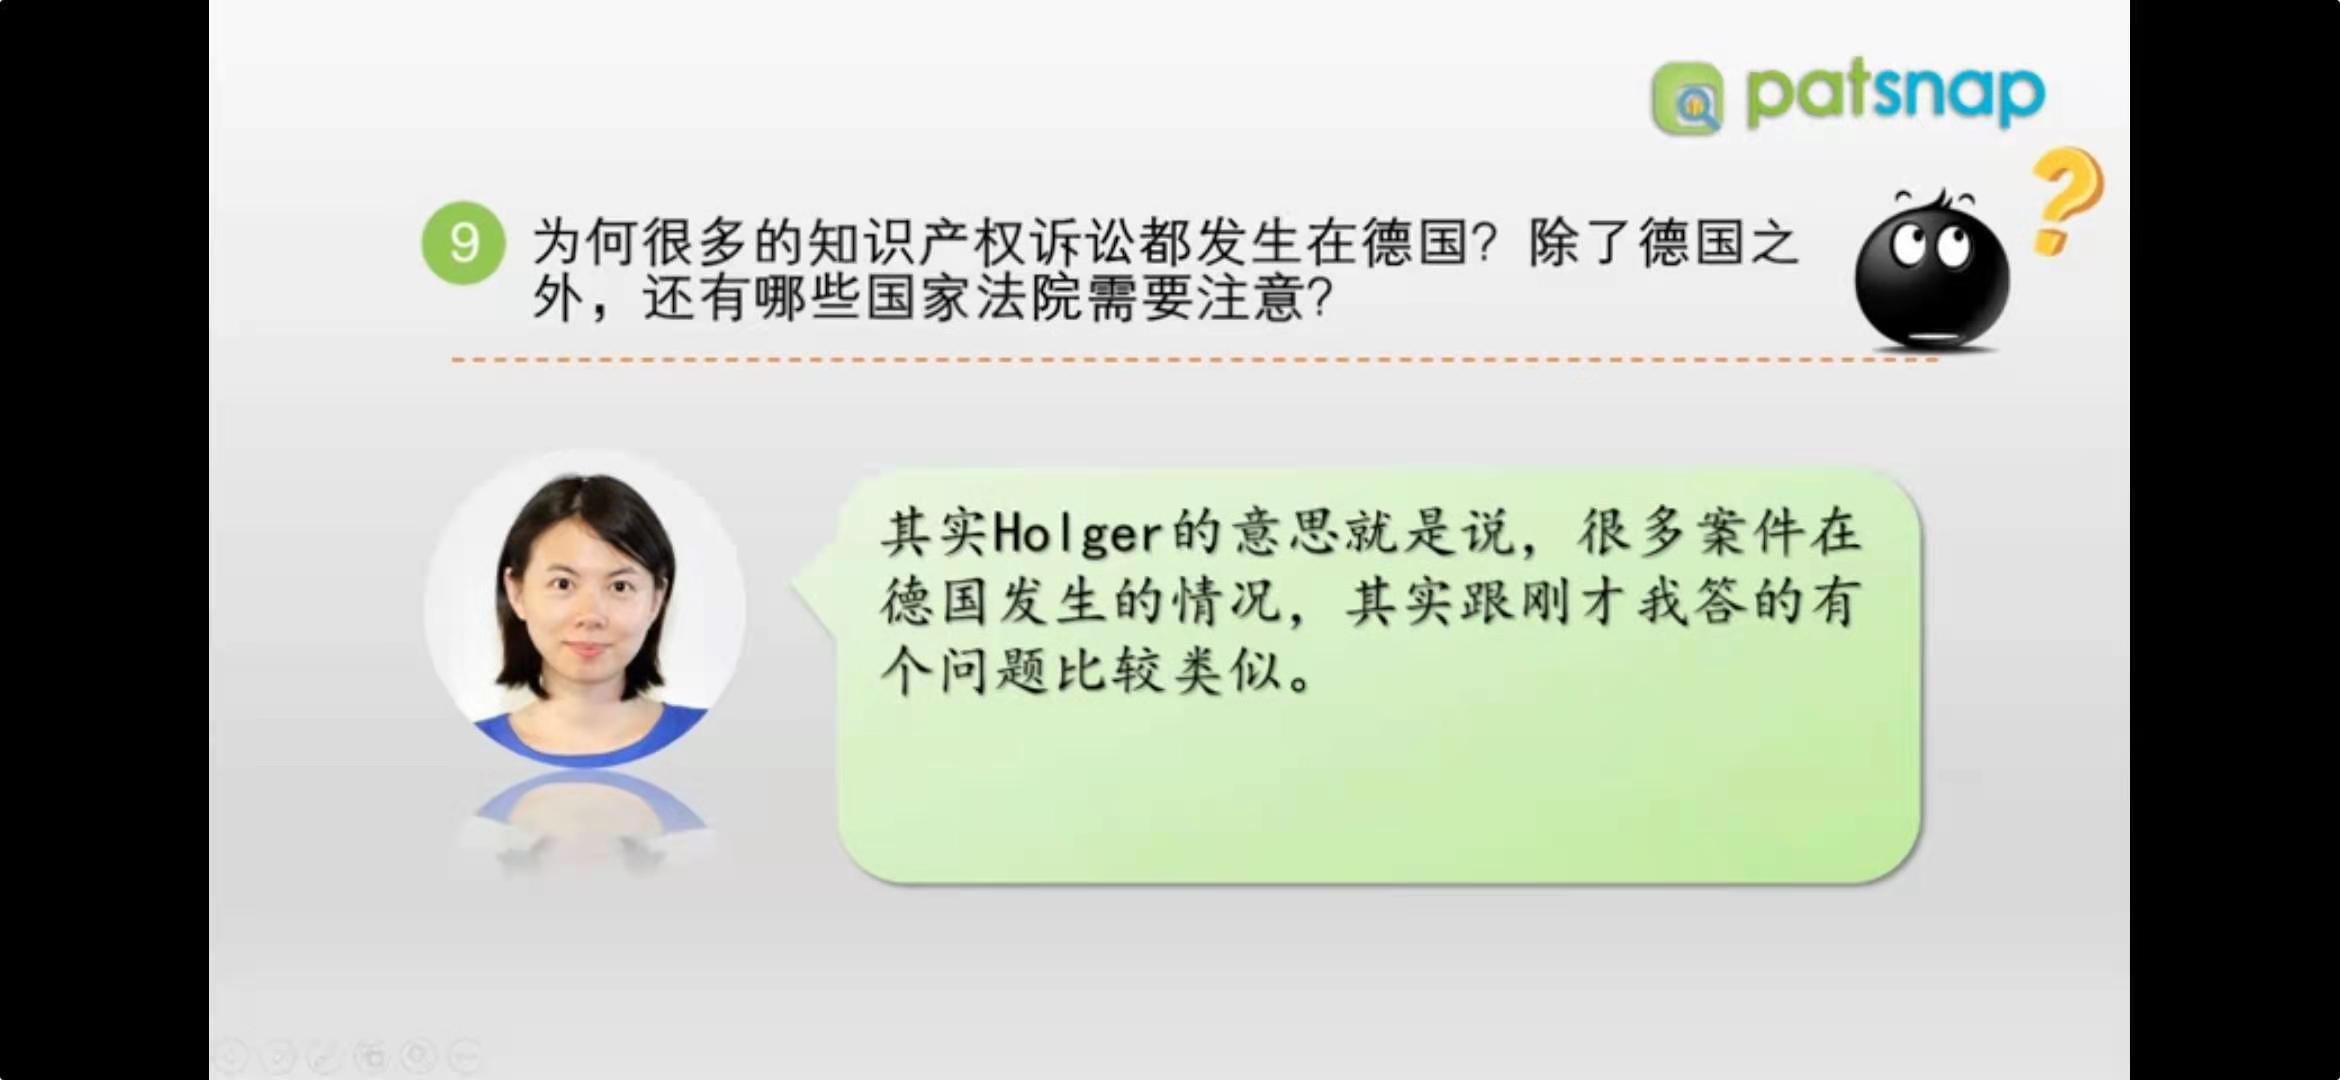 patsnap
9
为何很多的知识产权诉讼都发生在德国？除了德国之
外，还有哪些国家法院需要注意？
其实Holger的意思就是说，很多案件在
德国发生的情况，其实跟刚才我答的有
个问题比较类似。